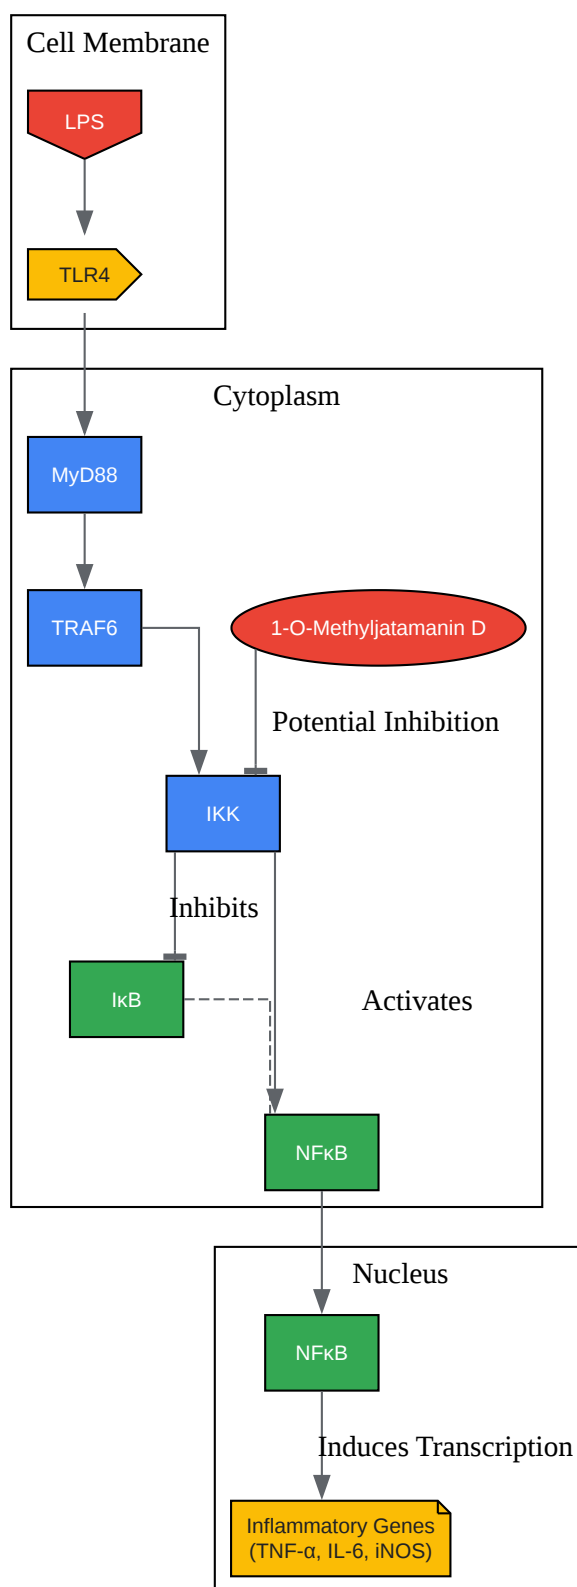 Cell Membrane
LPS
TLR4
Cytoplasm
MyD88
TRAF6
1-O-Methyljatamanin D
Potential Inhibition
IKK
Inhibits
IκB
Activates
NFκB
Nucleus
NFκB
Induces Transcription
Inflammatory Genes
(TNF-α, IL-6, iNOS)